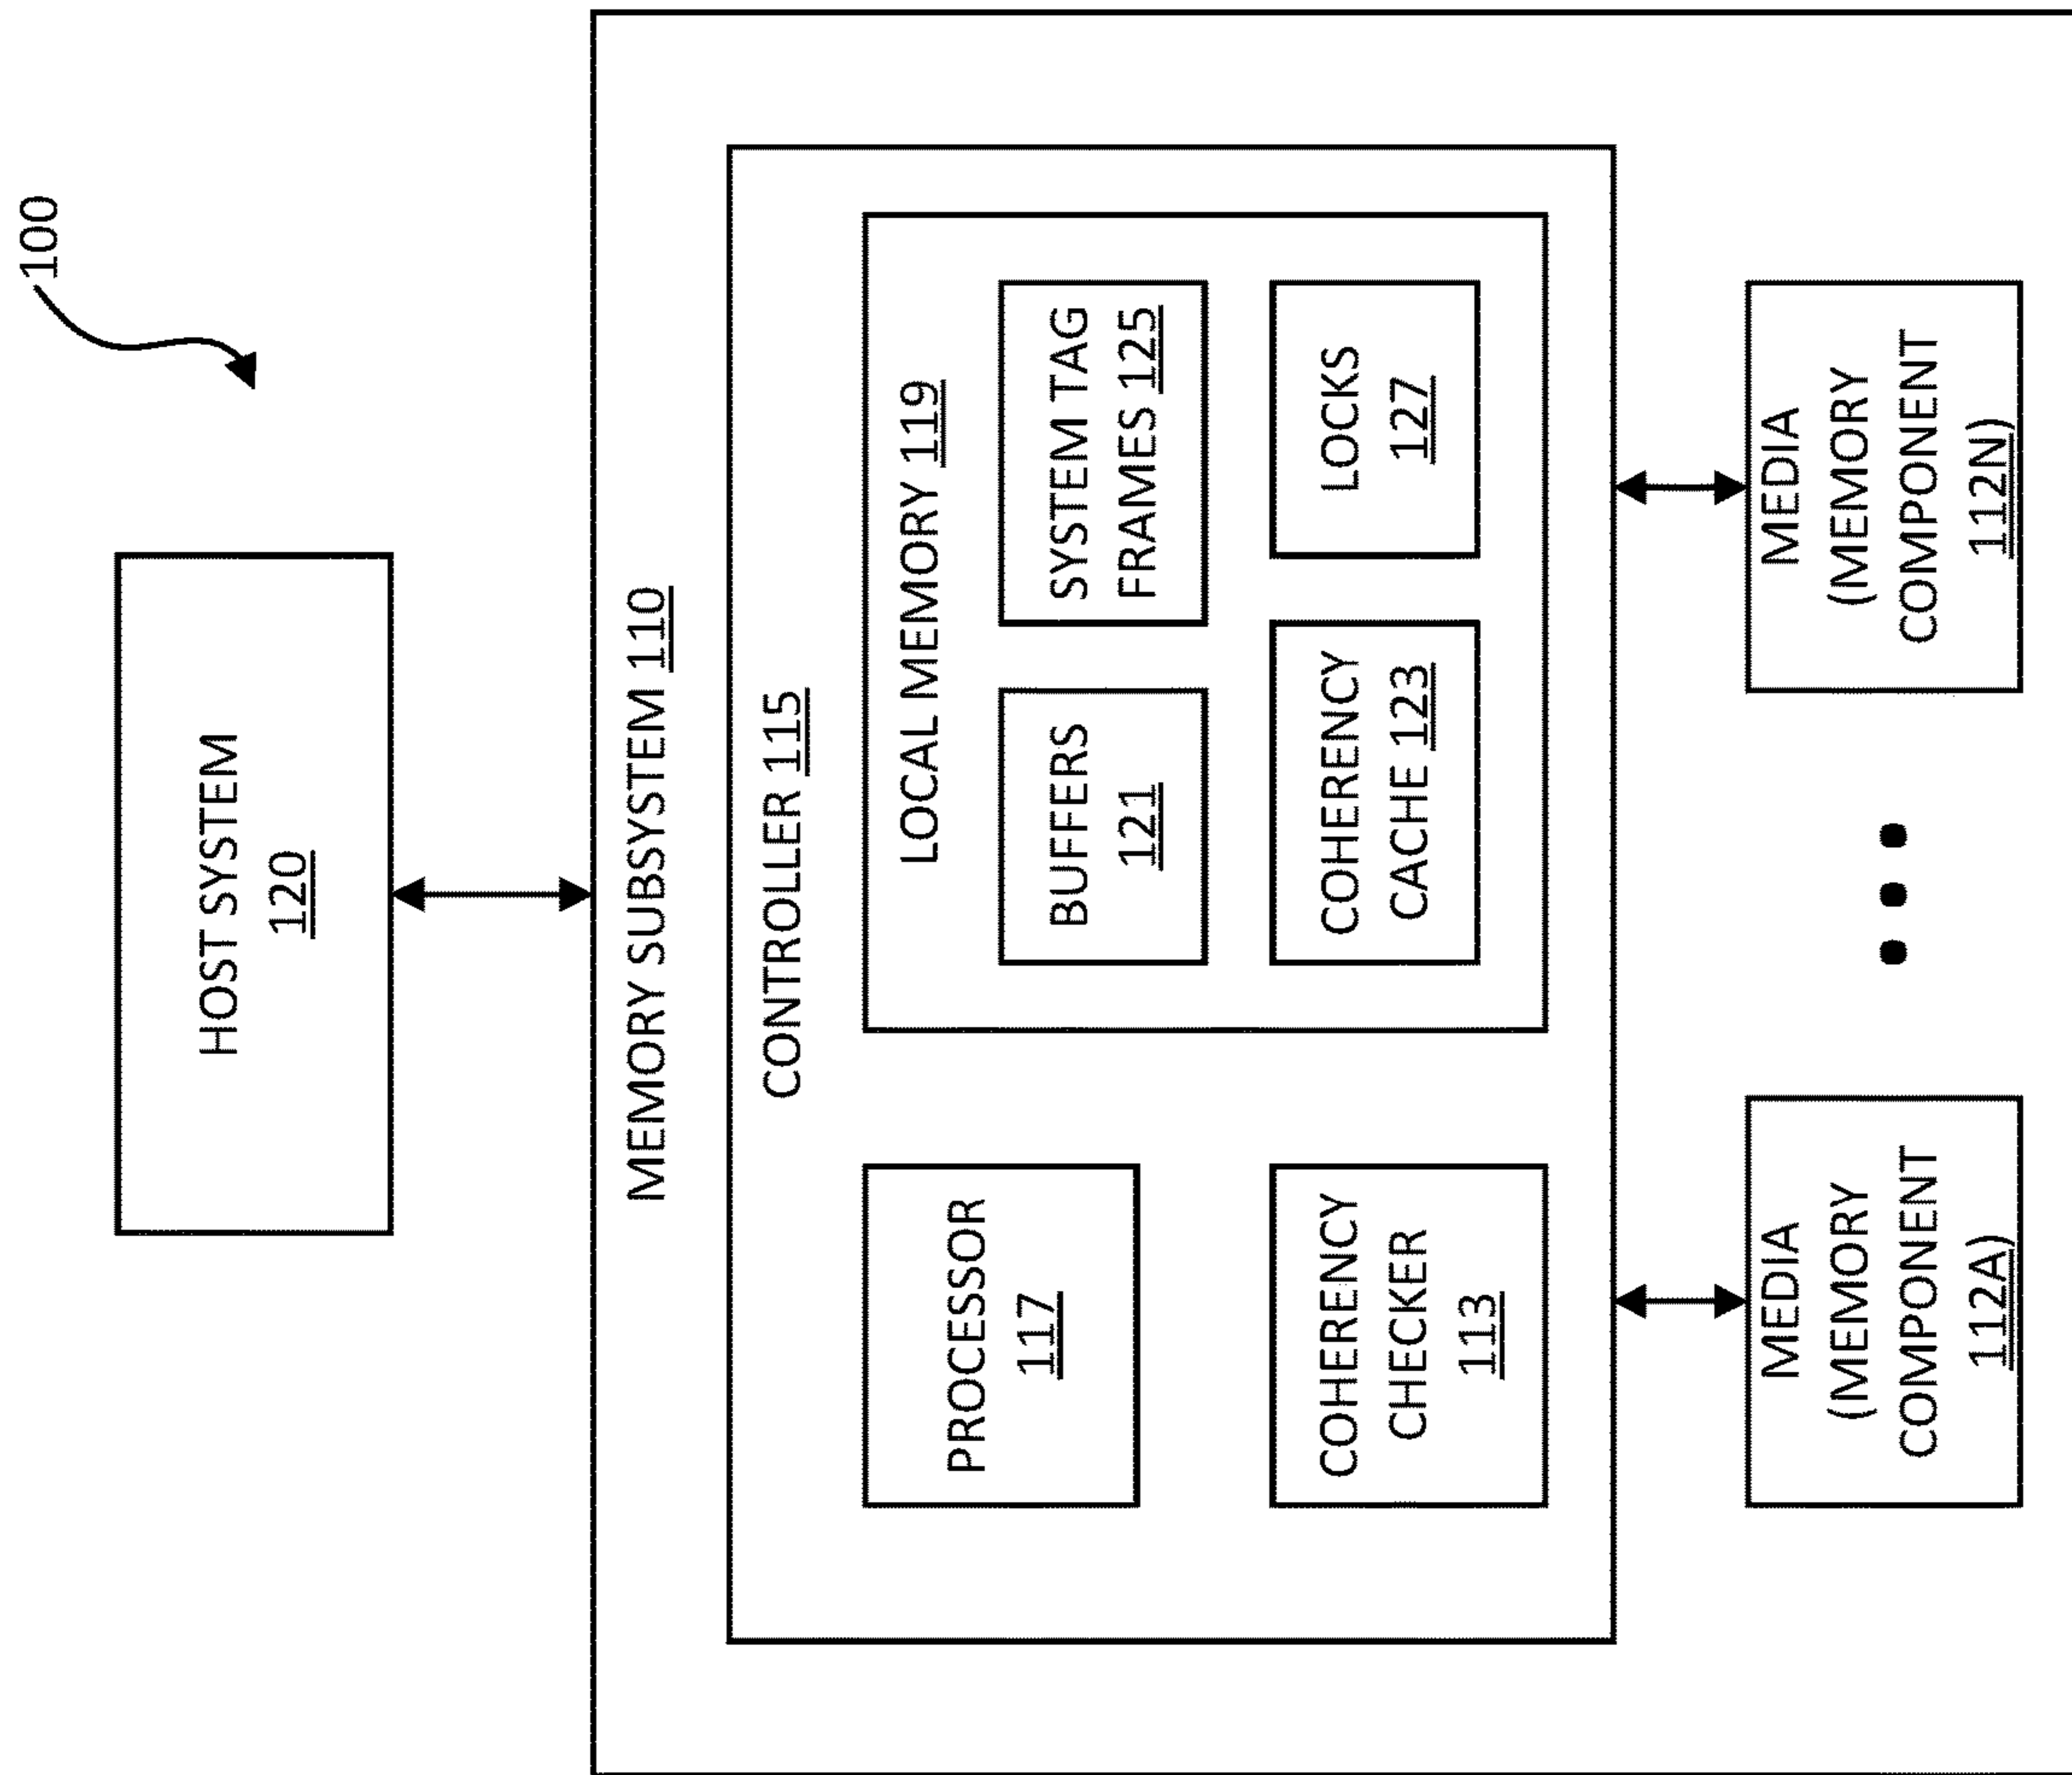 100
HOST SYSTEM
120
MEMORY SUBSYSTEM 110
CONTROLLER 115
PROCESSOR
117
COHERENCY
CHECKER
113
LOCAL MEMORY 119
BUFFERS
121
SYSTEM TAG
FRAMES 125
COHERENCY
CACHE 123
LOCKS
127
MEDIA
(MEMORY
COMPONENT
112A)
MEDIA
(MEMORY
COMPONENT
112N)